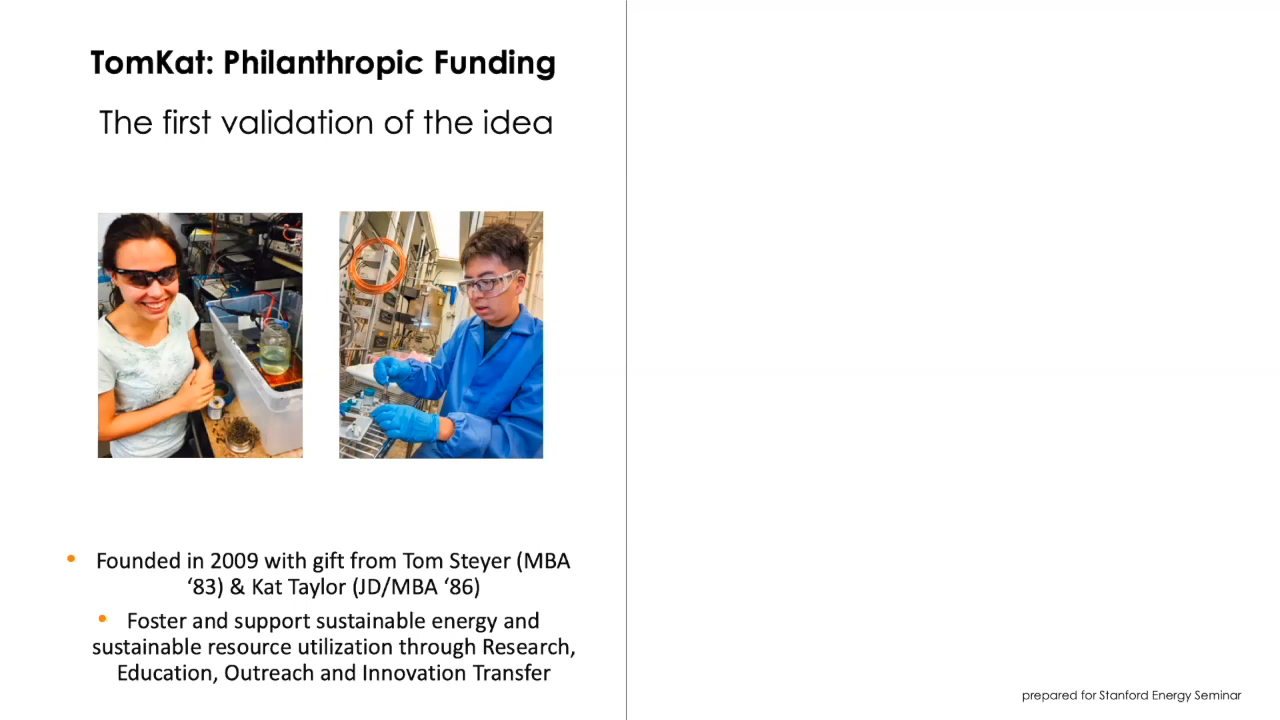 TomKat: Philanthropic Funding
The first validation of the idea
• Founded in 2009 with gift from Tom Steyer (MBA
‘83) & Kat Taylor (JD/MBA ‘86)
• Foster and support sustainable energy and
sustainable resource utilization through Research,
Education, Outreach and Innovation Transfer
prepared for Stanford Energy Seminar